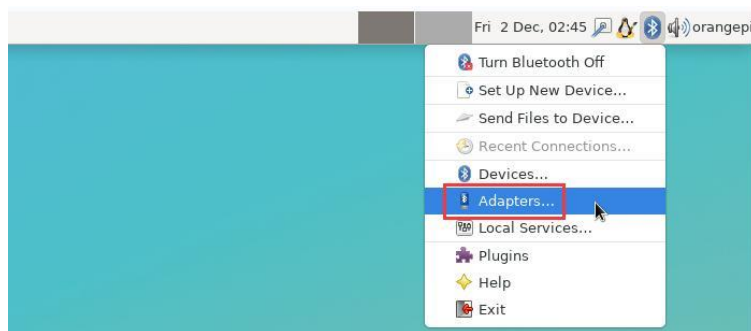 Fri 2 Dec, 02:45 orangepi
Turn Bluetooth Off
Set Up New Device...
Send Files to Device...
Recent Connections...
Devices...
Adapters...
Local Services...
Plugins
Help
Exit